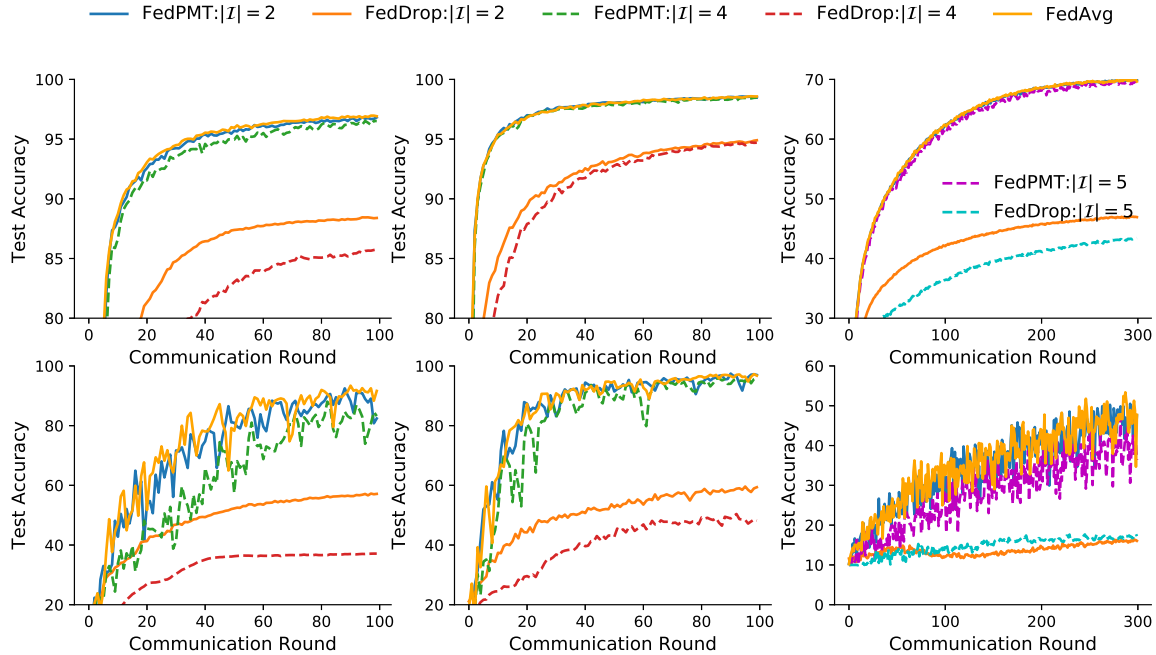 FedPMT:|𝓘| = 2 FedDrop:|𝓘| = 2 FedPMT:|𝓘| = 4 FedDrop:|𝓘| = 4 FedAvg
100
95
90
85
80
Test Accuracy
0 20 40 60 80 100
Communication Round
100
95
90
85
80
Test Accuracy
0 20 40 60 80 100
Communication Round
70
60
50
40
30
Test Accuracy
FedPMT:|𝓘| = 5
FedDrop:|𝓘| = 5
0 100 200 300
Communication Round
100
80
60
40
20
Test Accuracy
0 20 40 60 80 100
Communication Round
100
80
60
40
20
Test Accuracy
0 20 40 60 80 100
Communication Round
60
50
40
30
20
10
0
Test Accuracy
0 100 200 300
Communication Round